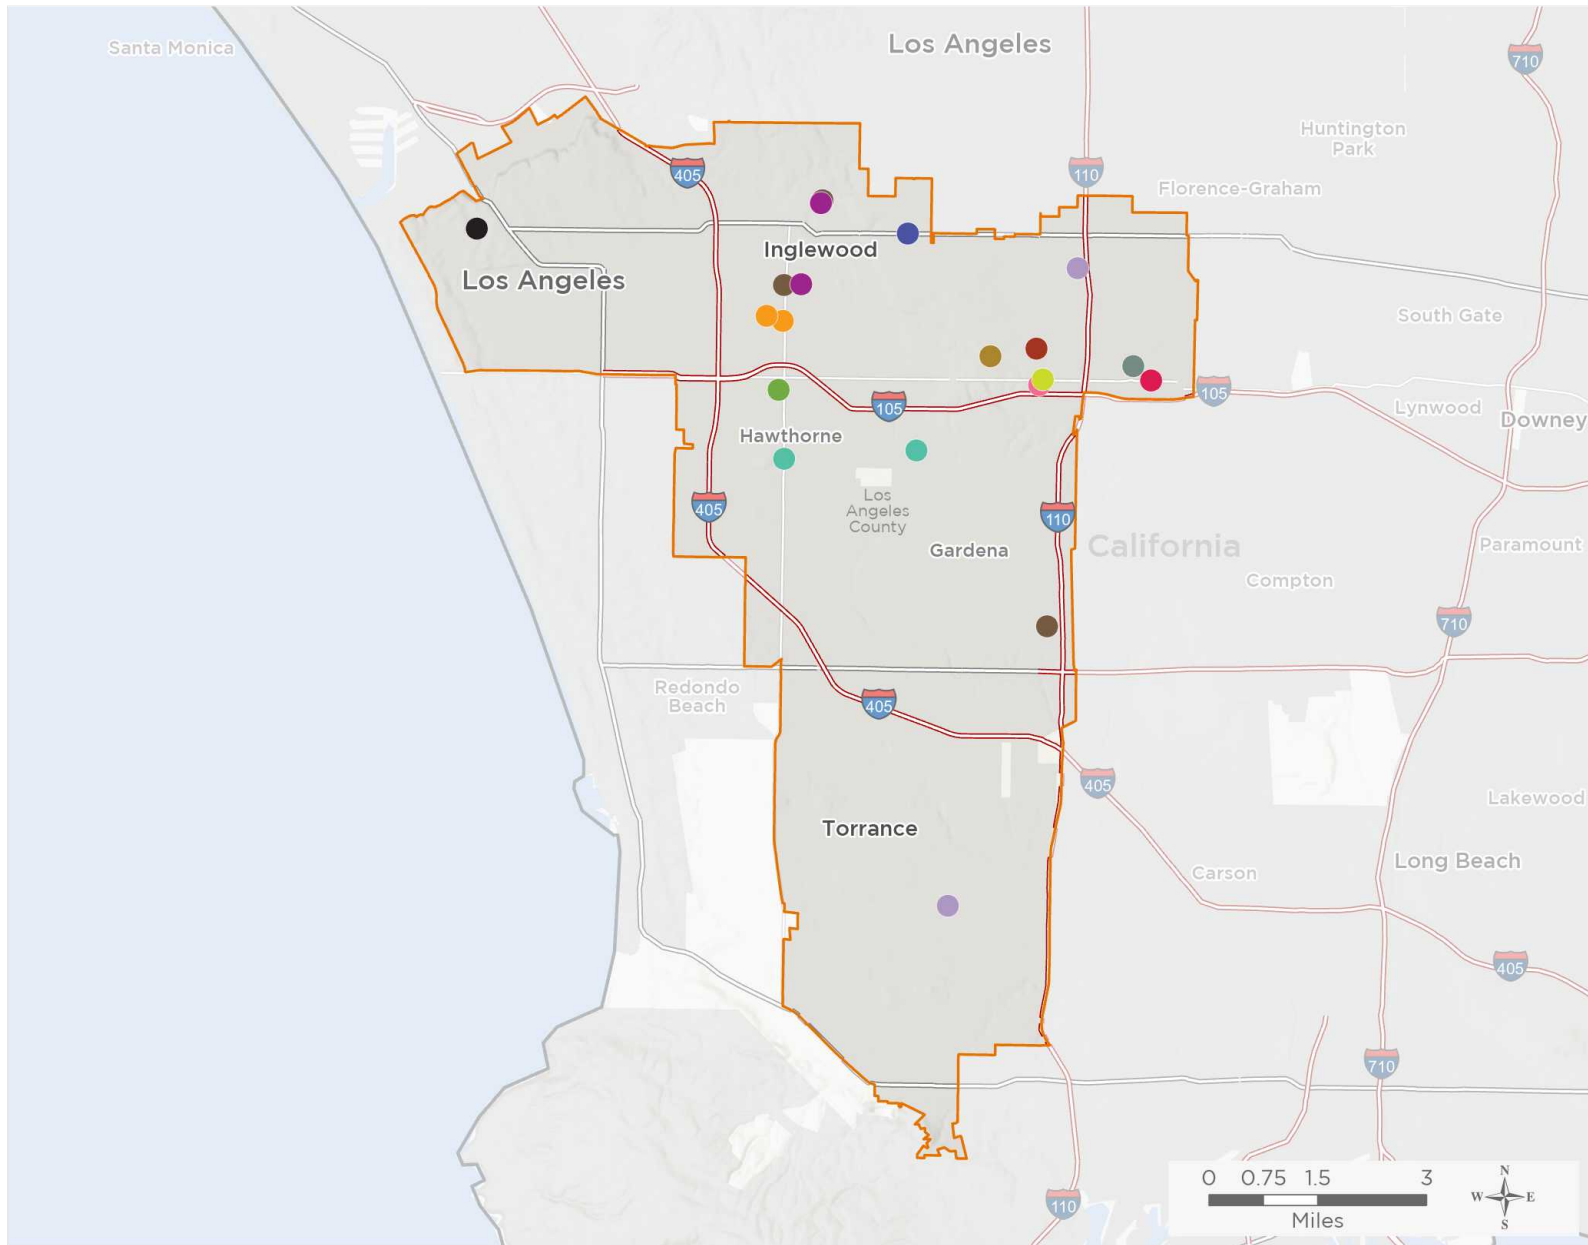 Santa Monica
Los Angeles
710
Huntington
Park
405
110
Florence-Graham
Inglewood
Los Angeles
South Gate
105
105
Lynwood
Downey
Hawthorne
Los
Angeles
County
405
110
Gardena
California
Paramount
Compton
710
Redondo
Beach
405
405
Lakewood
Torrance
Long Beach
Carson
405
710
110
0 0.75 1.5 3
Miles
N
W E
S